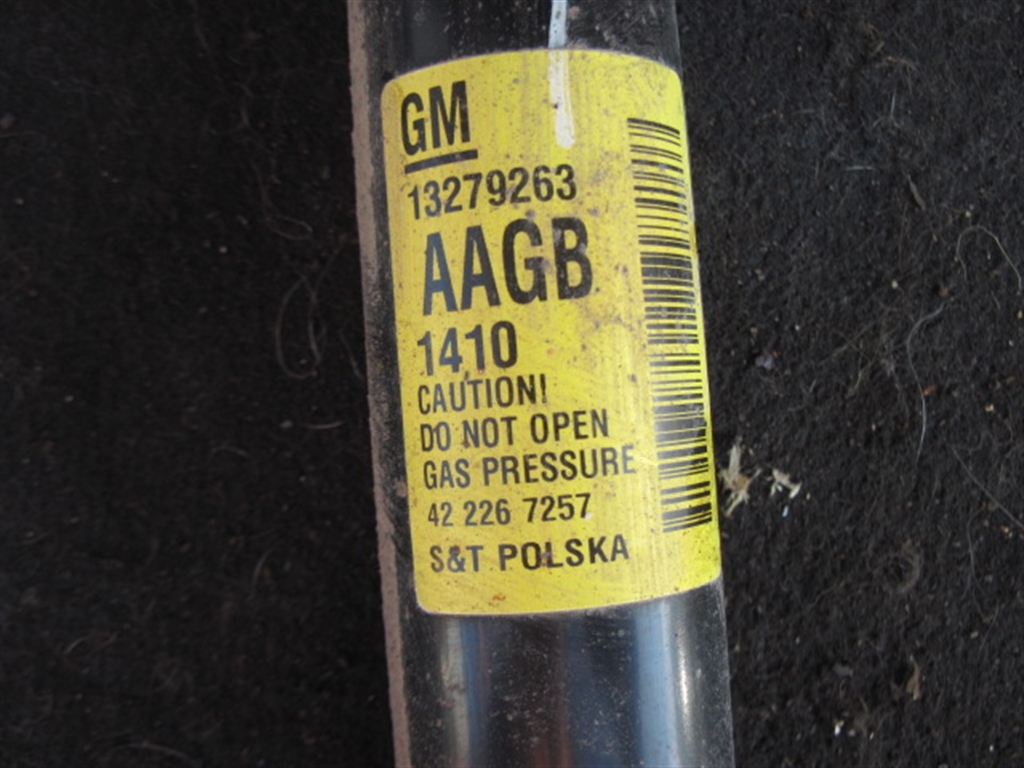 GM
13279263
AAGB
1410
CAUTION!
DO NOT OPEN
GAS PRESSURE
42 226 7257
S&T POLSKA